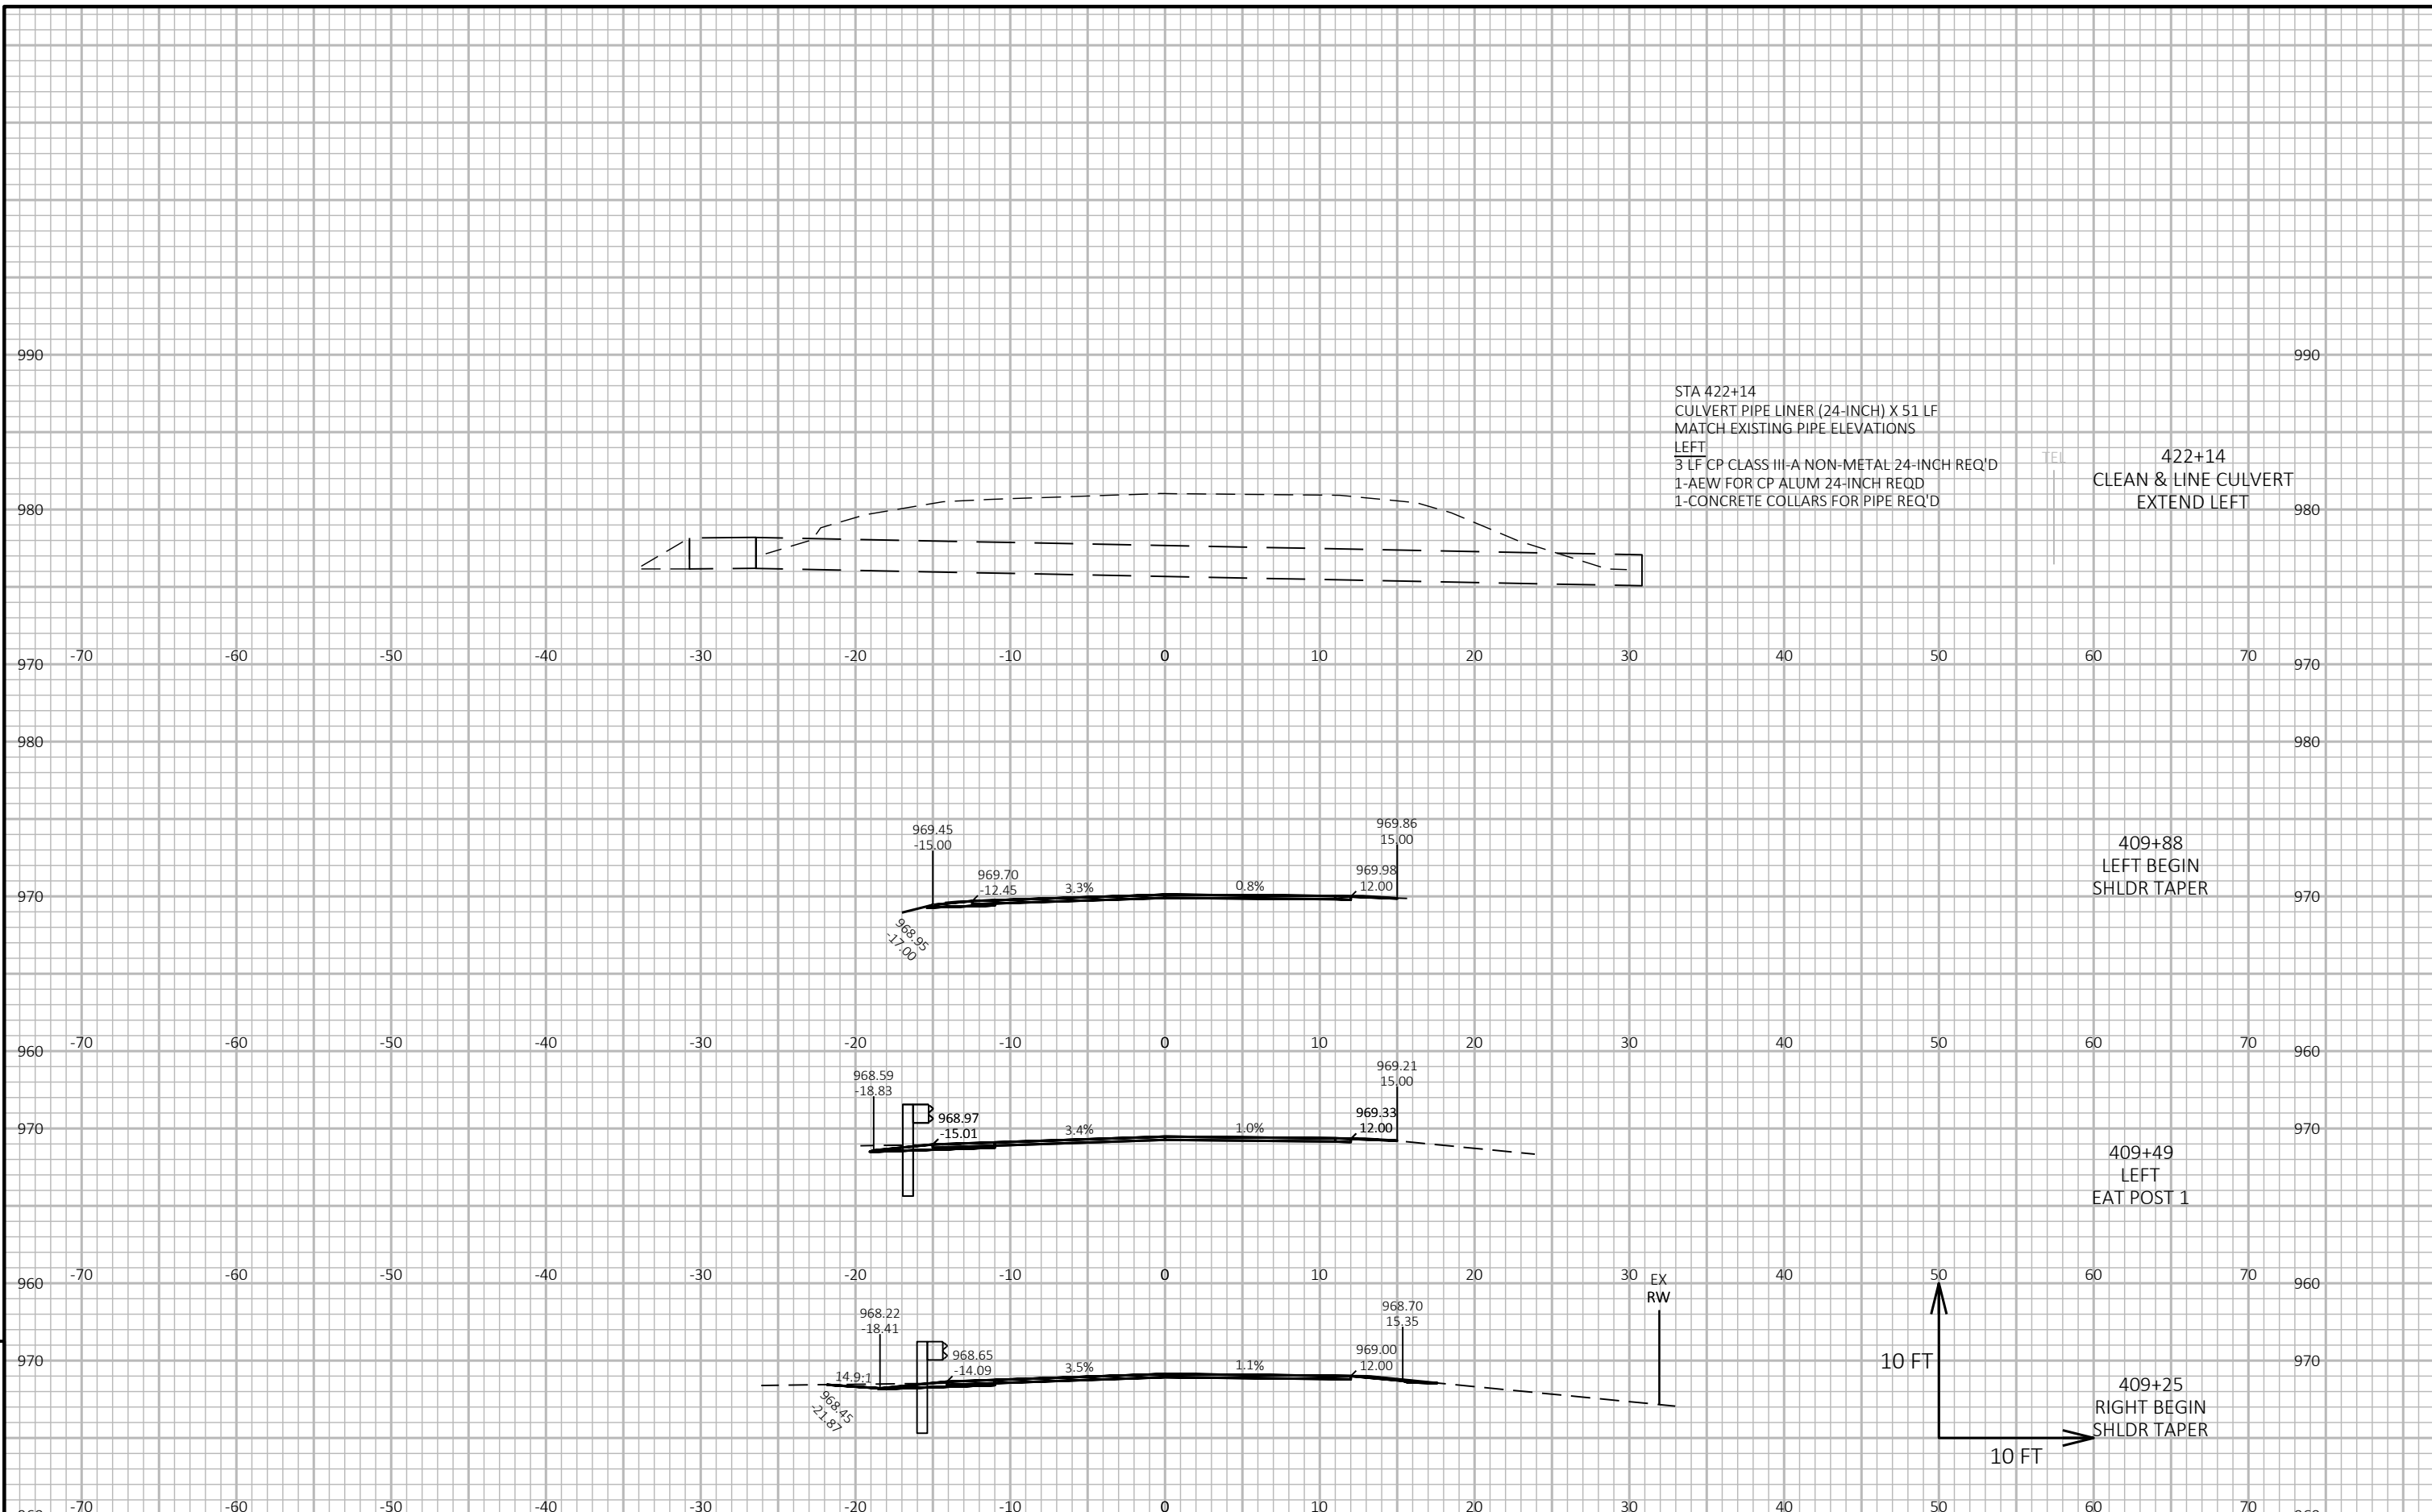 990
990
STA 422+14
CULVERT PIPE LINER (24-INCH) X 51 LF
MATCH EXISTING PIPE ELEVATIONS
LEFT
3 LF CP CLASS III-A NON-METAL 24-INCH REQ'D
1-AEW FOR CP ALUM 24-INCH REQD
1-CONCRETE COLLARS FOR PIPE REQ'D
TEL
422+14
CLEAN & LINE CULVERT
EXTEND LEFT
980
980
970 -70 -60 -50 -40 -30 -20 -10 0 10 20 30 40 50 60 70 970
980
980
969.45
-15.00
969.86
15.00
969.70
-12.45
3.3%
0.8%
969.98
12.00
968.95
-17.00
409+88
LEFT BEGIN
SHLDR TAPER
970
970
960 -70 -60 -50 -40 -30 -20 -10 0 10 20 30 40 50 60 70 960
968.59
-18.83
969.21
15.00
968.97
-15.01
3.4%
1.0%
969.33
12.00
970
970
409+49
LEFT
EAT POST 1
960 -70 -60 -50 -40 -30 -20 -10 0 10 20 30 40 50 60 70 960
EX
RW
968.22
-18.41
968.70
15.35
968.65
-14.09
3.5%
1.1%
969.00
12.00
14.9:1
968.45
-21.87
970
970
10 FT
10 FT
409+25
RIGHT BEGIN
SHLDR TAPER
-70 -60 -50 -40 -30 -20 -10 0 10 20 30 40 50 60 70